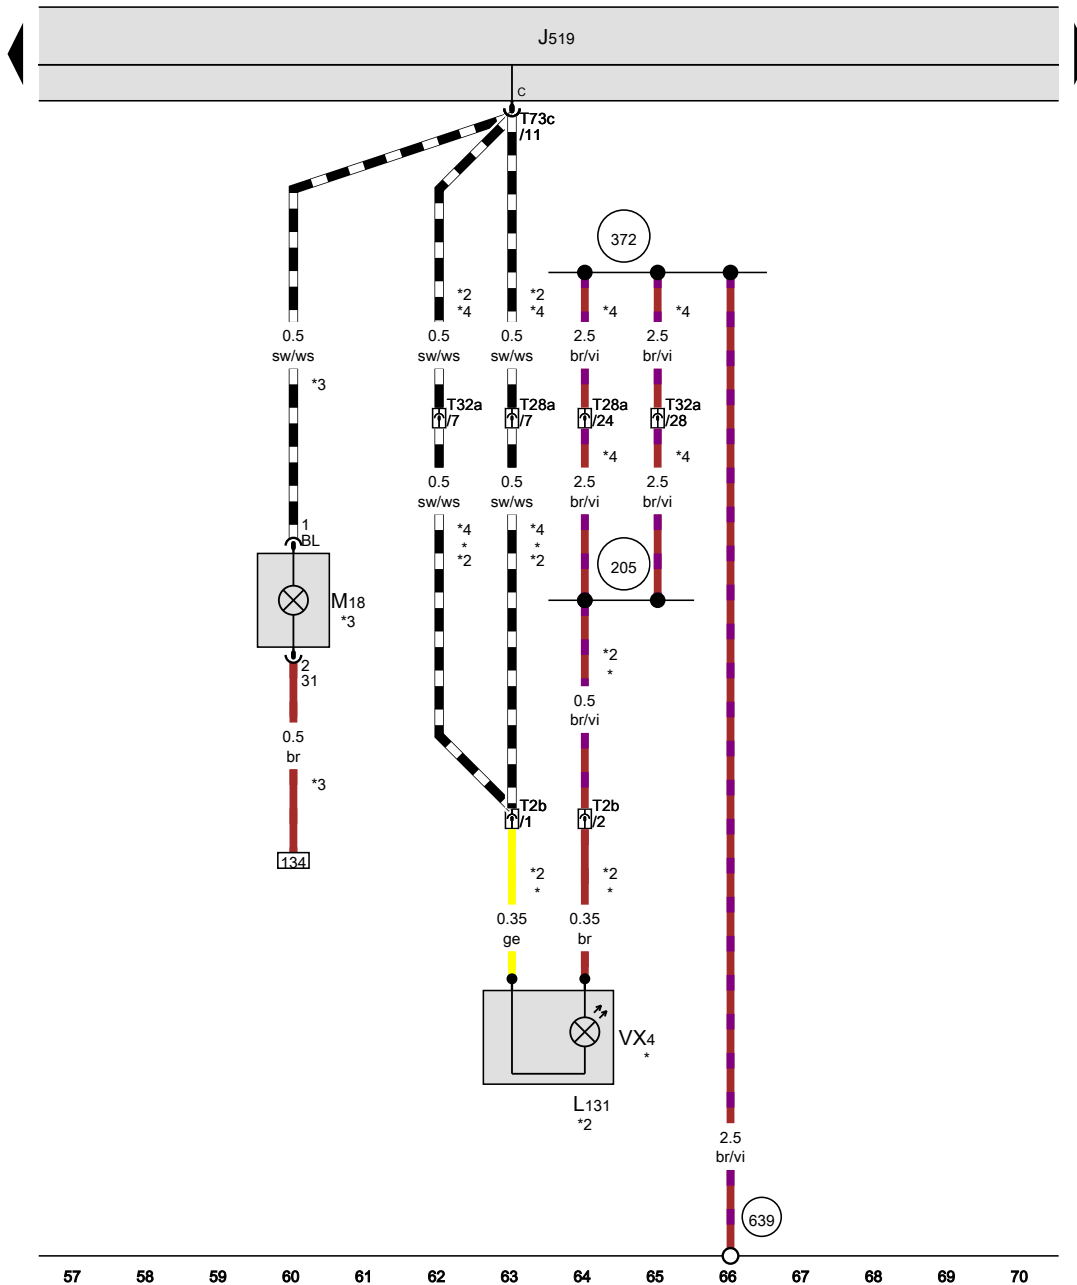 J519
C
T73c
/11
372
*2
*4
*2
*4
*4
*4
0.5
sw/ws
0.5
sw/ws
0.5
sw/ws
2.5
br/vi
2.5
br/vi
*3
T32a
/7
T28a
/7
T28a
/24
T32a
/28
*4
*4
0.5
sw/ws
0.5
sw/ws
2.5
br/vi
2.5
br/vi
1
BL
*4
*
*2
*4
*
*2
205
M18
*3
2
31
*2
*
0.5
br/vi
0.5
br
*3
T2b
/1
T2b
/2
134
*2
*
*2
*
0.35
ge
0.35
br
VX4
*
L131
*2
2.5
br/vi
639
57 58 59 60 61 62 63 64 65 66 67 68 69 70